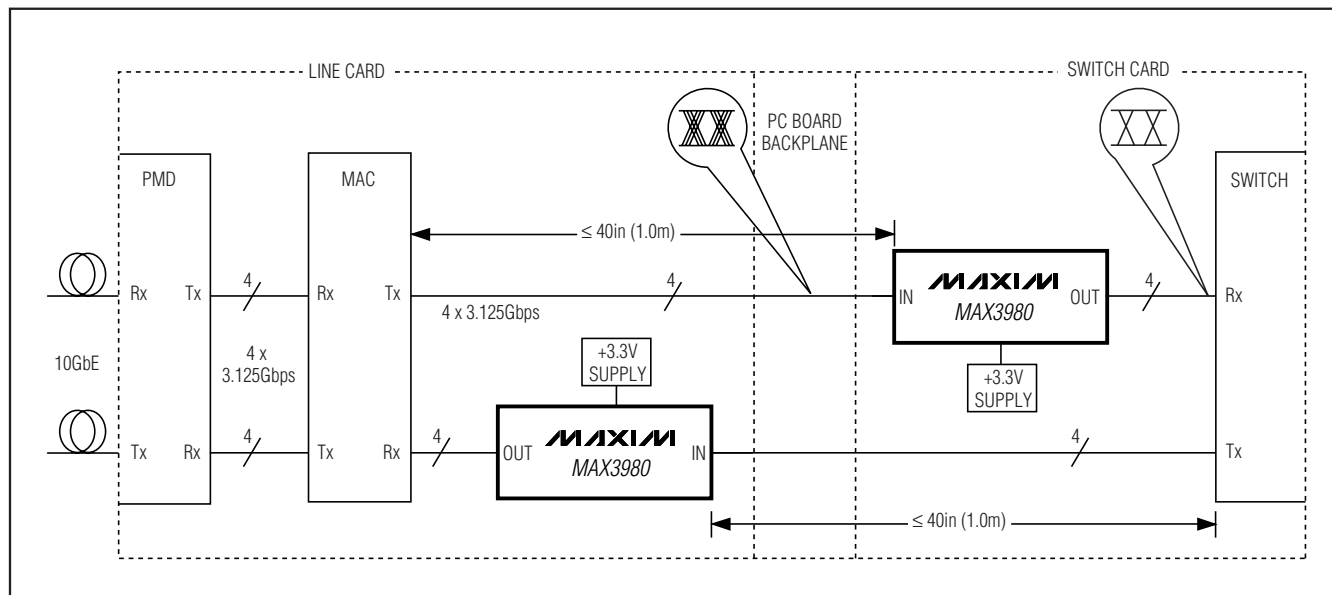 LINE CARD
SWITCH CARD
PC BOARD
BACKPLANE
PMD
MAC
SWITCH
≤ 40in (1.0m)
Rx
Tx
4
Rx
Tx
4
4 x 3.125Gbps
IN
MAXIM
MAX3980
OUT
4
Rx
10GbE
4 x
3.125Gbps
+3.3V
SUPPLY
+3.3V
SUPPLY
Tx
Rx
4
Tx
Rx
4
OUT
MAXIM
MAX3980
IN
4
Tx
≤ 40in (1.0m)